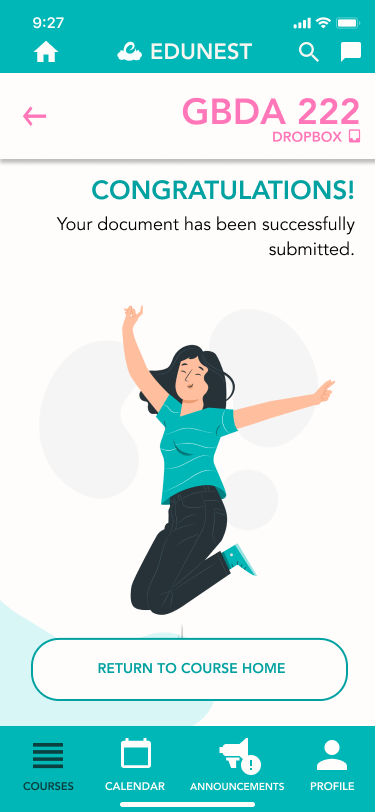 9:27
EDUNEST
GBDA 222
DROPBOX
CONGRATULATIONS!
Your document has been successfully
submitted.
RETURN TO COURSE HOME
COURSES
CALENDAR
ANNOUNCEMENTS
PROFILE